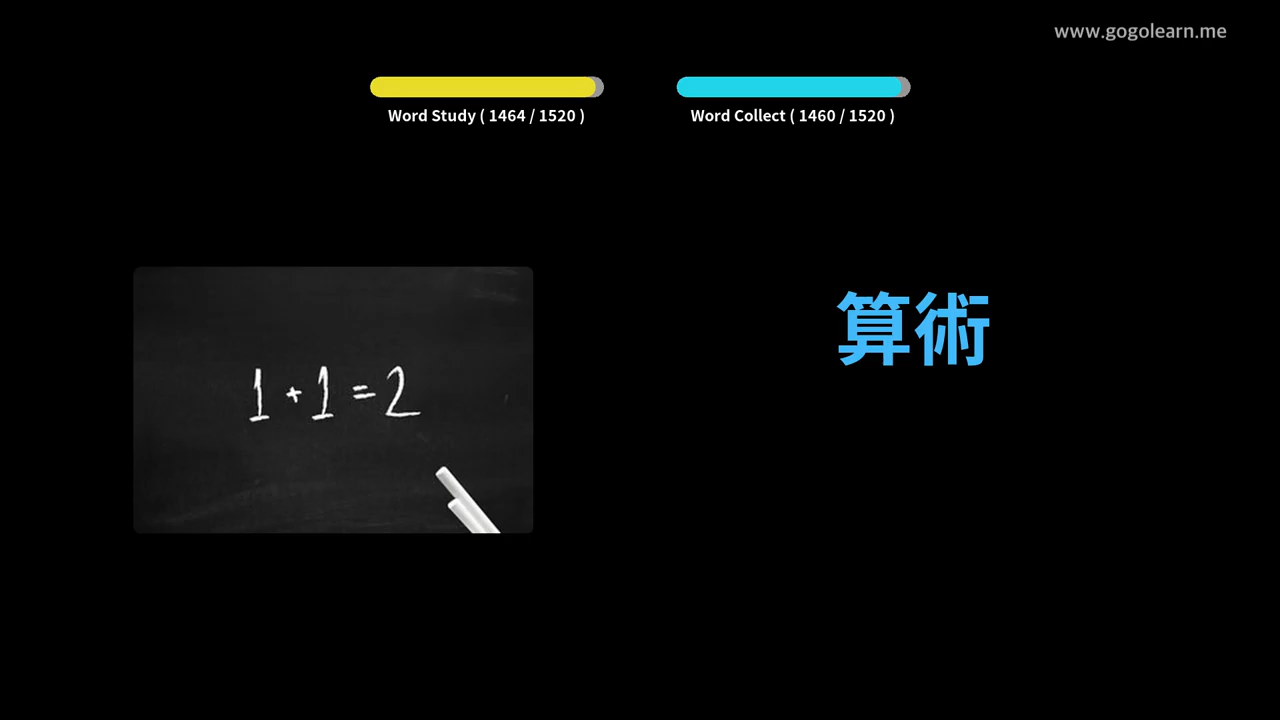 www.gogolearn.me
Word Study ( 1464 / 1520 )
Word Collect ( 1460 / 1520 )
算術
1 + 1 = 2